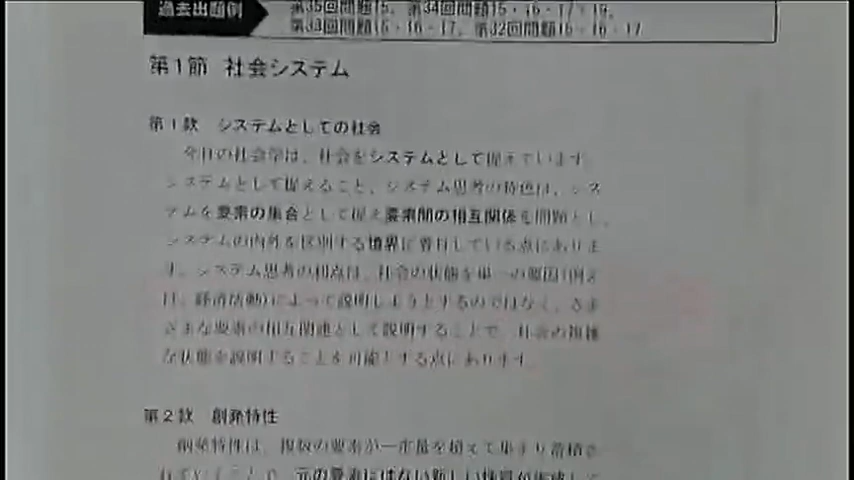 過去出題例
第35回問題15、第34回問題15・16・17・19、
第33回問題15・16・17、第32回問題15・16・17
第1節 社会システム
第1款 システムとしての社会
今日の社会学は、社会をシステムとして捉えています。
システムとして捉えること、システム思考の特色は、シス
テムを要素の集合として捉え要素間の相互関係を問題とし、
システムの内外を区別する境界に着目している点にありま
す。システム思考の利点は、社会の状態を単一の要因(例え
ば、経済活動)によって説明しようとするのではなく、さま
ざまな要素の相互関連として説明することで、社会の複雑
な状態を説明することを可能とする点にあります。
第2款 創発特性
創発特性は、複数の要素が一定量を超えて集まり蓄積さ
れていくことで、元の要素にはない新しい